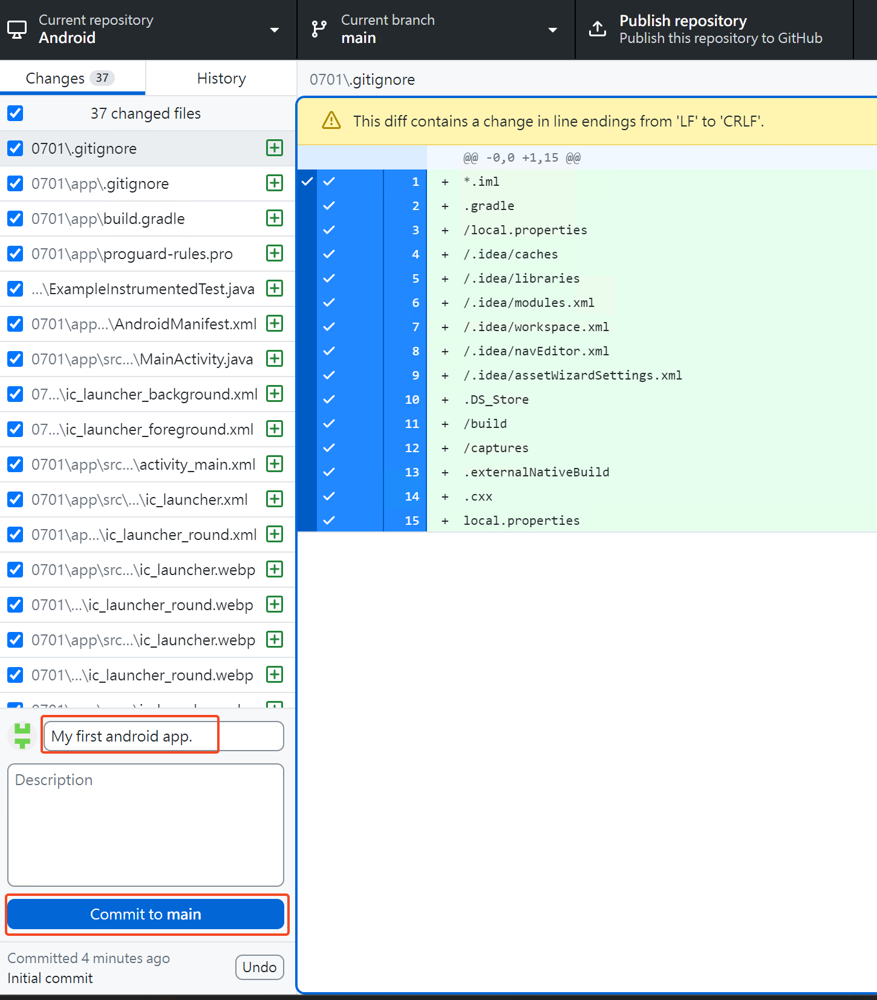 Current repository
Android
Current branch
main
Publish repository
Publish this repository to GitHub
Changes 37
History
0701\.gitignore
37 changed files
0701\.gitignore
0701\app\.gitignore
0701\app\build.gradle
0701\app\proguard-rules.pro
...\ExampleInstrumentedTest.java
0701\app...\AndroidManifest.xml
0701\app\src...\MainActivity.java
07...\ic_launcher_background.xml
07...\ic_launcher_foreground.xml
0701\app\src...\activity_main.xml
0701\app\src\...\ic_launcher.xml
0701\ap...\ic_launcher_round.xml
0701\app\src...\ic_launcher.webp
0701\...\ic_launcher_round.webp
0701\app\src...\ic_launcher.webp
0701\...\ic_launcher_round.webp
My first android app.
Description
Commit to main
Committed 4 minutes ago
Initial commit
Undo
This diff contains a change in line endings from 'LF' to 'CRLF'.
@@ -0,0 +1,15 @@
1 + *.iml
2 + .gradle
3 + /local.properties
4 + /.idea/caches
5 + /.idea/libraries
6 + /.idea/modules.xml
7 + /.idea/workspace.xml
8 + /.idea/navEditor.xml
9 + /.idea/assetWizardSettings.xml
10 + .DS_Store
11 + /build
12 + /captures
13 + .externalNativeBuild
14 + .cxx
15 + local.properties